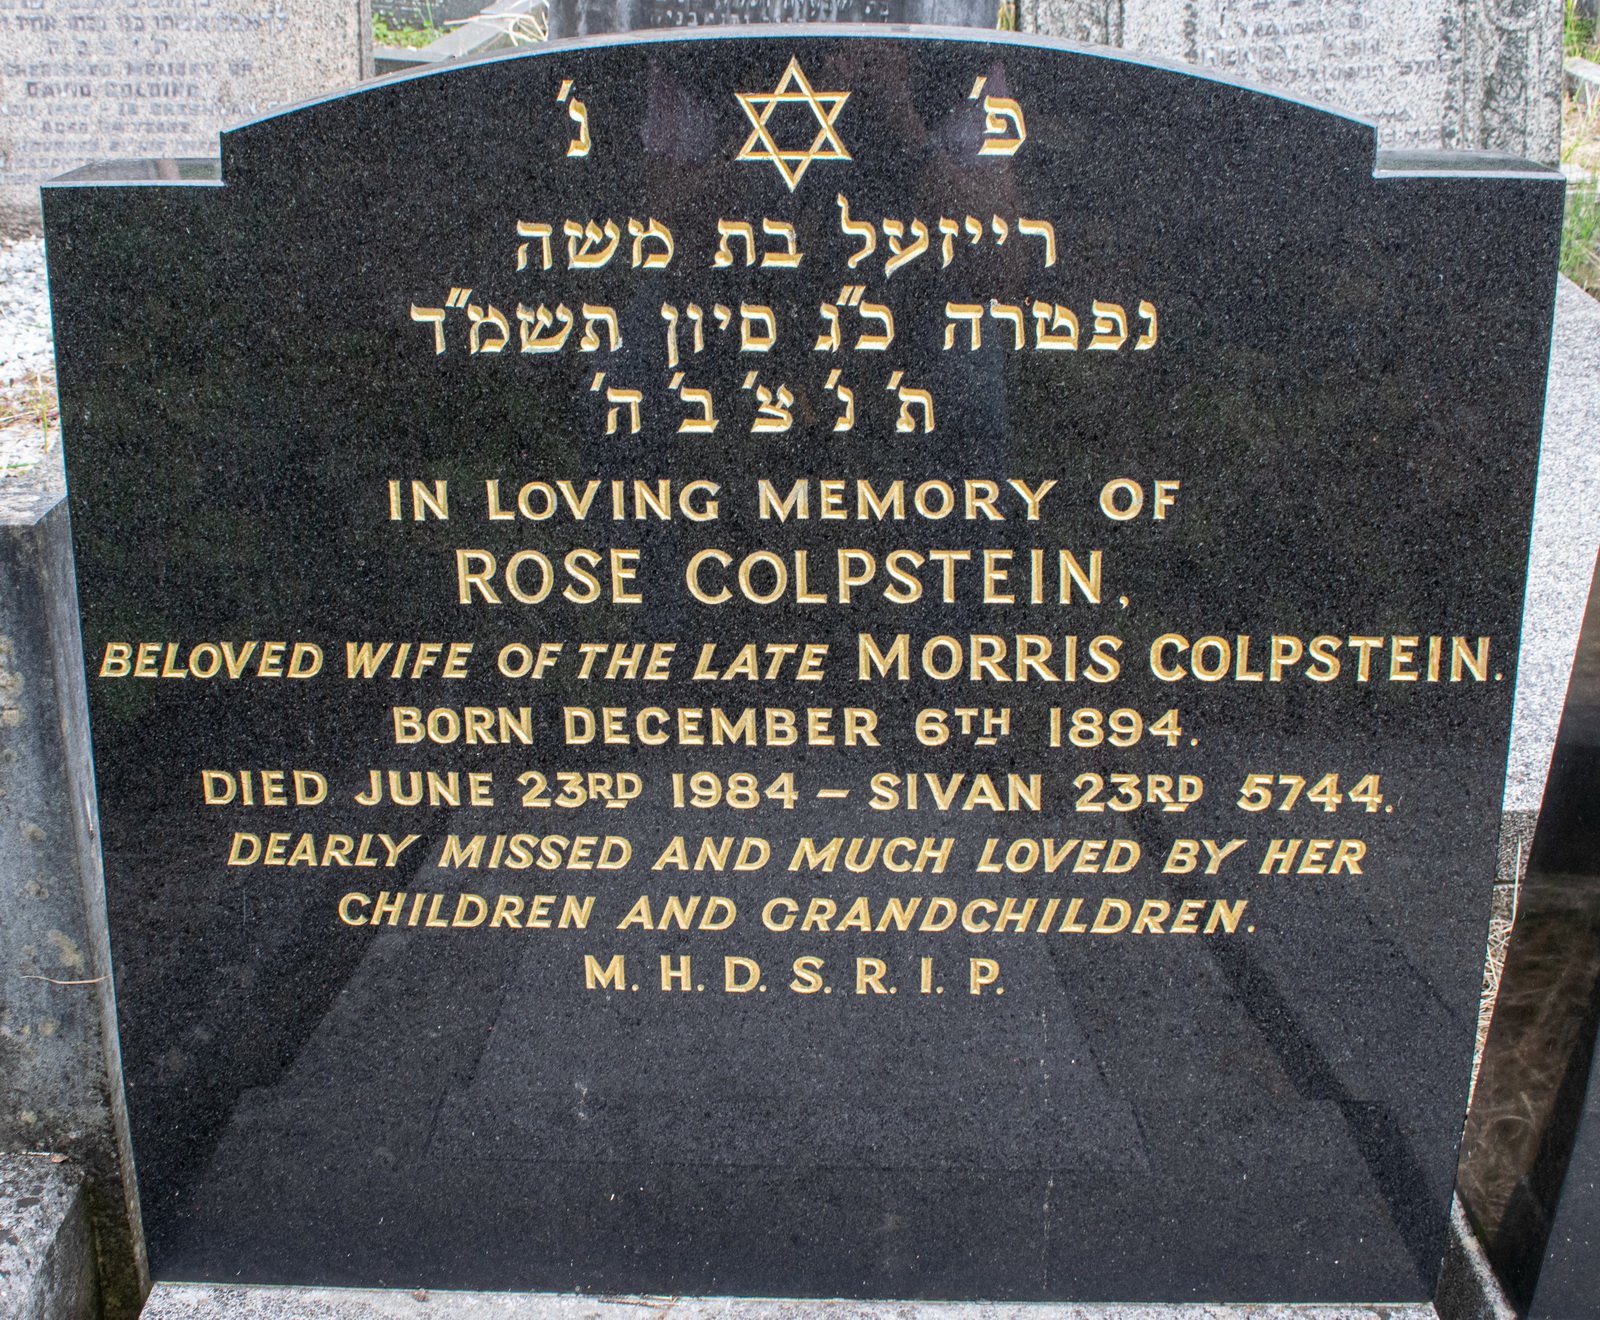 פ' נ'
רייזעל בת משה
נפטרה כ"ג סיון תשמ"ד
ת' נ' צ' ב' ה'
IN LOVING MEMORY OF
ROSE COLPSTEIN,
BELOVED WIFE OF THE LATE MORRIS COLPSTEIN.
BORN DECEMBER 6TH 1894.
DIED JUNE 23RD 1984 – SIVAN 23RD 5744.
DEARLY MISSED AND MUCH LOVED BY HER
CHILDREN AND GRANDCHILDREN.
M. H. D. S. R. I. P.